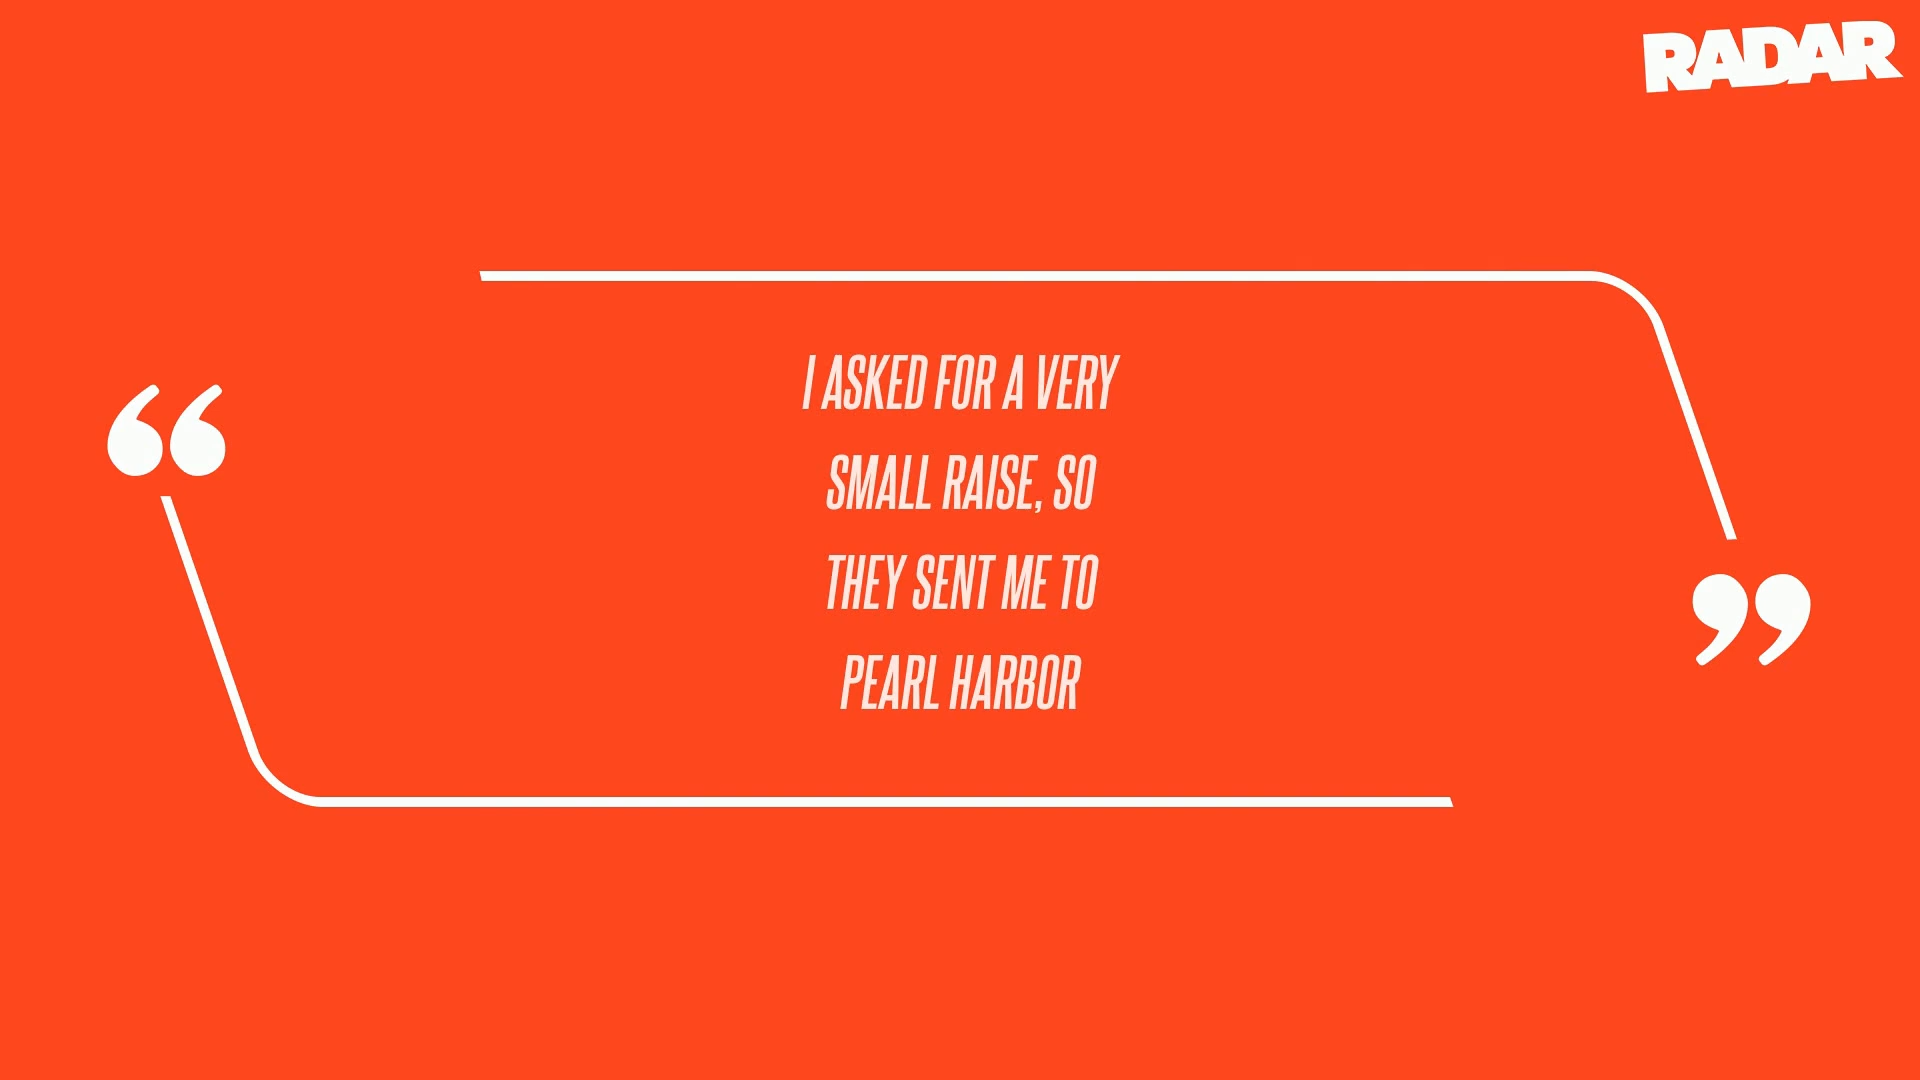 RADAR
I ASKED FOR A VERY
SMALL RAISE, SO
THEY SENT ME TO
PEARL HARBOR